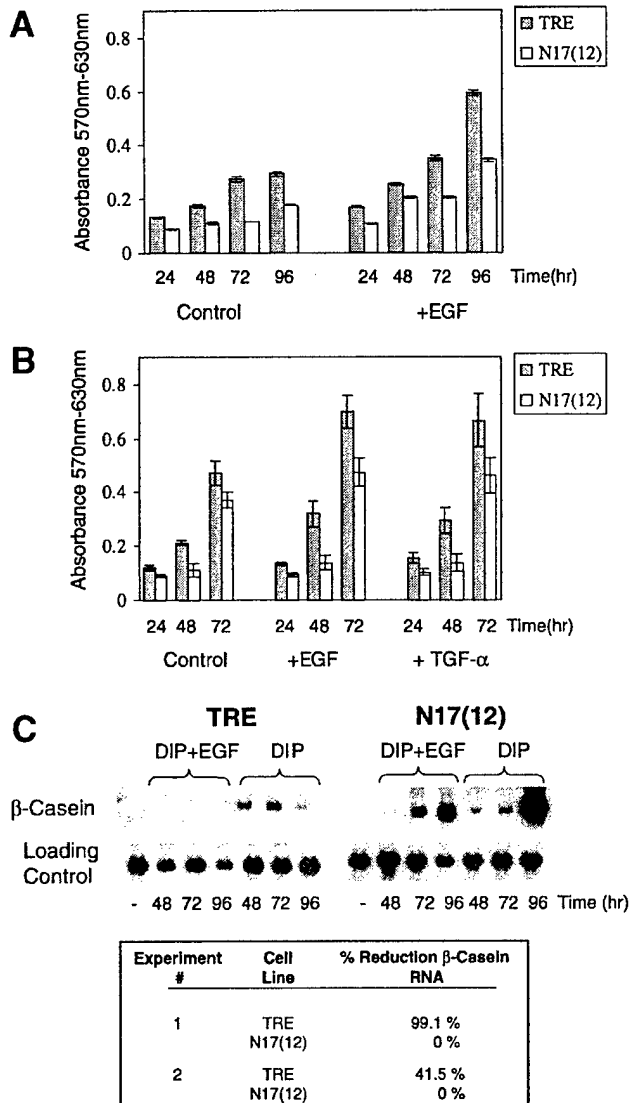 A
Absorbance 570nm-630nm
0.8
0.6
0.4
0.2
0
TRE
N17(12)
24 48 72 96 24 48 72 96 Time(hr)
Control +EGF
B
Absorbance 570nm-630nm
0.8
0.6
0.4
0.2
0
TRE
N17(12)
24 48 72 24 48 72 24 48 72 Time(hr)
Control +EGF + TGF-α
C
TRE N17(12)
DIP+EGF DIP DIP+EGF DIP
β-Casein
Loading
Control
- 48 72 96 48 72 96 - 48 72 96 48 72 96 Time (hr)
Experiment Cell % Reduction β-Casein
# Line RNA
1 TRE 99.1 %
N17(12) 0 %
2 TRE 41.5 %
N17(12) 0 %